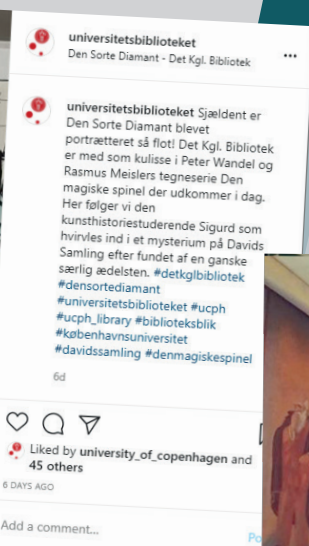 universitetsbiblioteket
Den Sorte Diamant - Det Kgl. Bibliotek
universitetsbiblioteket Sjældent er
Den Sorte Diamant blevet
portrætteret så flot! Det Kgl. Bibliotek
er med som kulisse i Peter Wandel og
Rasmus Meislers tegneserie Den
magiske spinel der udkommer i dag.
Her følger vi den
kunsthistoriestuderende Sigurd som
hvirvles ind i et mysterium på Davids
Samling efter fundet af en ganske
særlig ædelsten. #detkglbibliotek
#densortediamant
#universitetsbiblioteket #ucph
#ucph_library #biblioteksblik
#københavnsuniversitet
#davidssamling #denmagiskespinel
6d
Liked by university_of_copenhagen and
45 others
6 DAYS AGO
Add a comment...